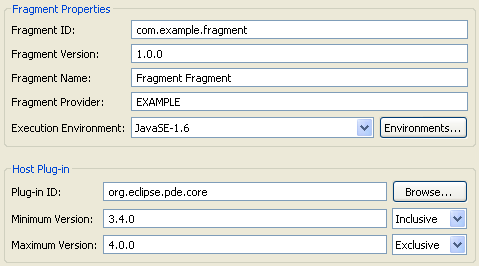 Fragment Properties
Fragment ID: com.example.fragment
Fragment Version: 1.0.0
Fragment Name: Fragment Fragment
Fragment Provider: EXAMPLE
Execution Environment: JavaSE-1.6 Environments...
Host Plug-in
Plug-in ID: org.eclipse.pde.core Browse...
Minimum Version: 3.4.0 Inclusive
Maximum Version: 4.0.0 Exclusive